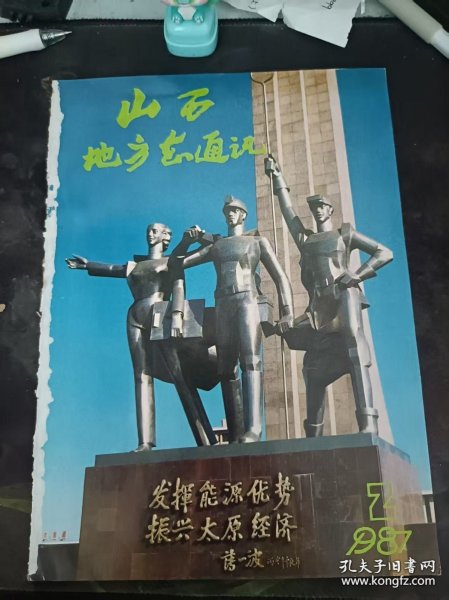 山西
地方志通讯
发挥能源优势
振兴太原经济
薄一波
1987
孔夫子旧书网
www.kongfz.com